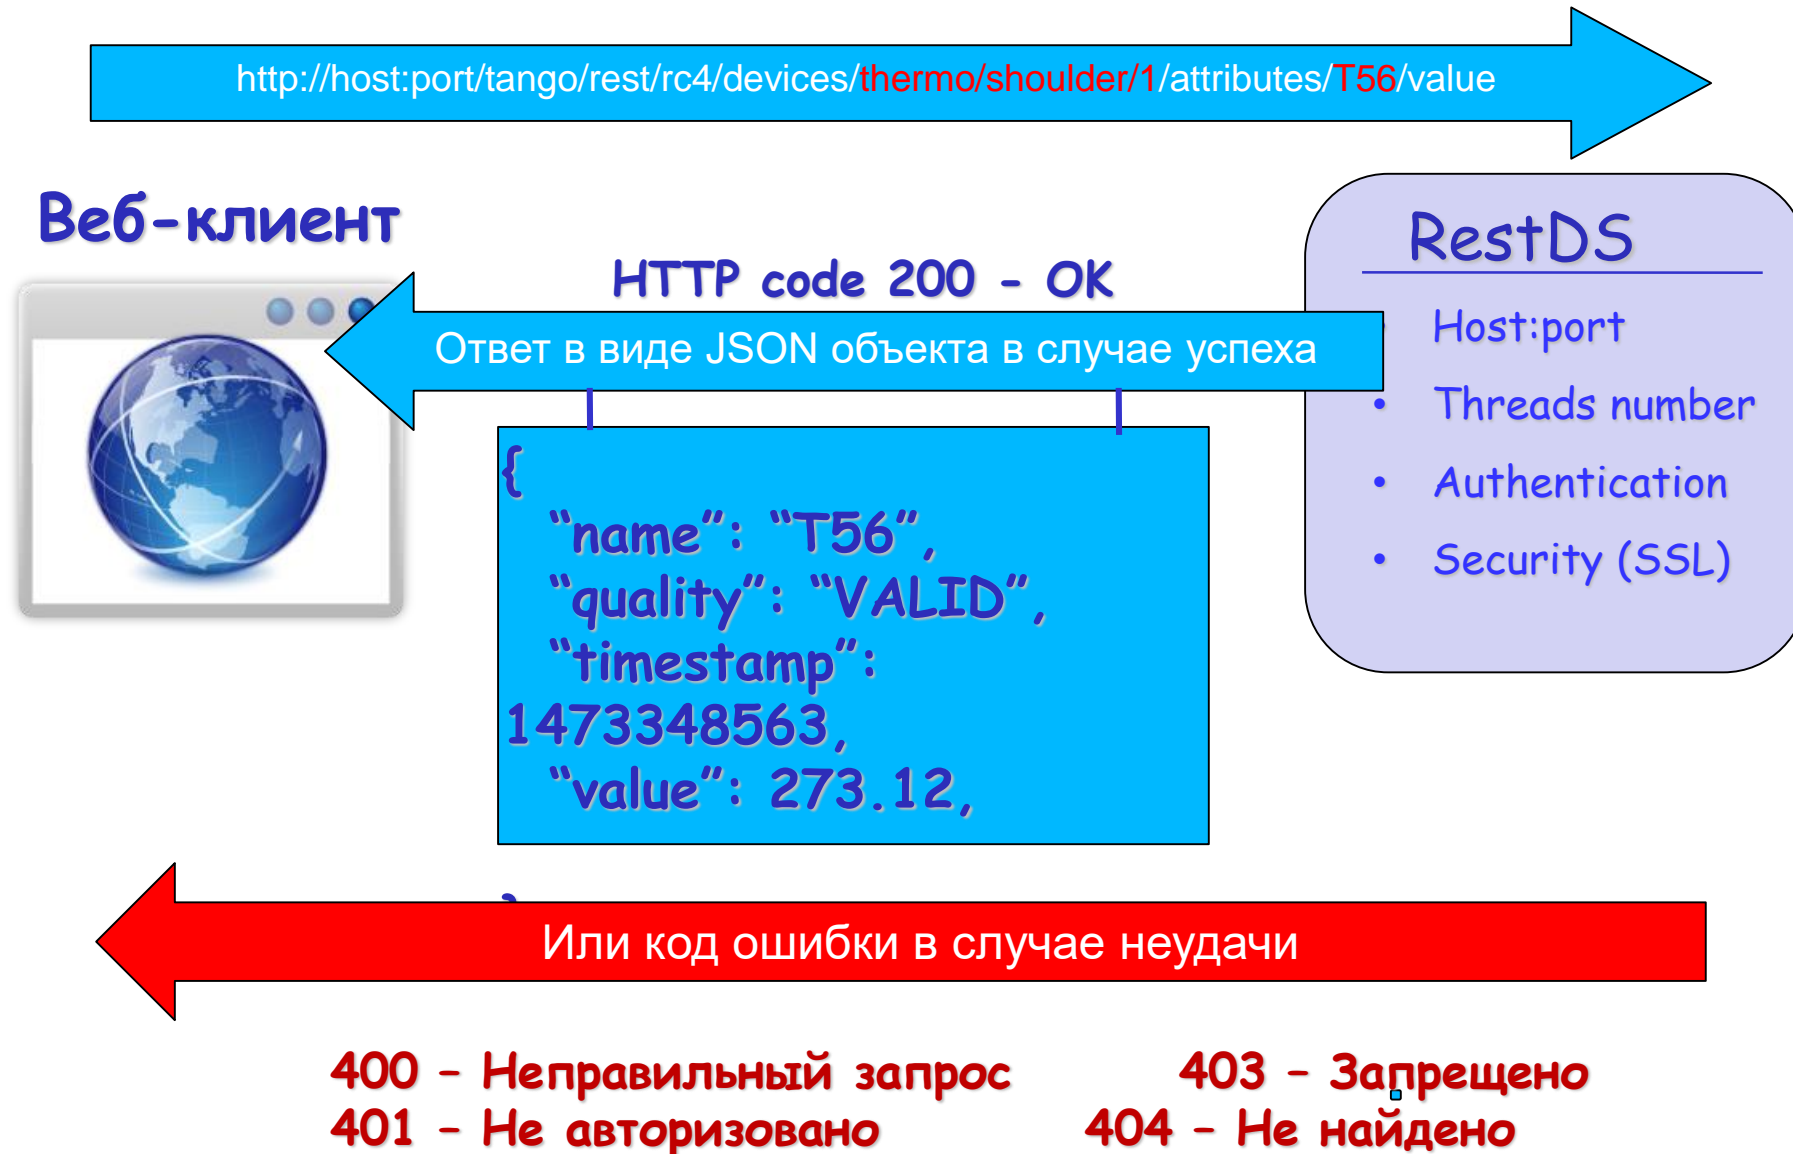 http://host:port/tango/rest/rc4/devices/thermo/shoulder/1/attributes/T56/value
Веб-клиент
RestDS
HTTP code 200 - OK
Ответ в виде JSON объекта в случае успеха
• Host:port
• Threads number
• Authentication
• Security (SSL)
{
“name”: “T56”,
“quality”: “VALID”,
“timestamp”:
1473348563,
“value”: 273.12,
Или код ошибки в случае неудачи
400 – Неправильный запрос 403 – Запрещено
401 – Не авторизовано 404 – Не найдено